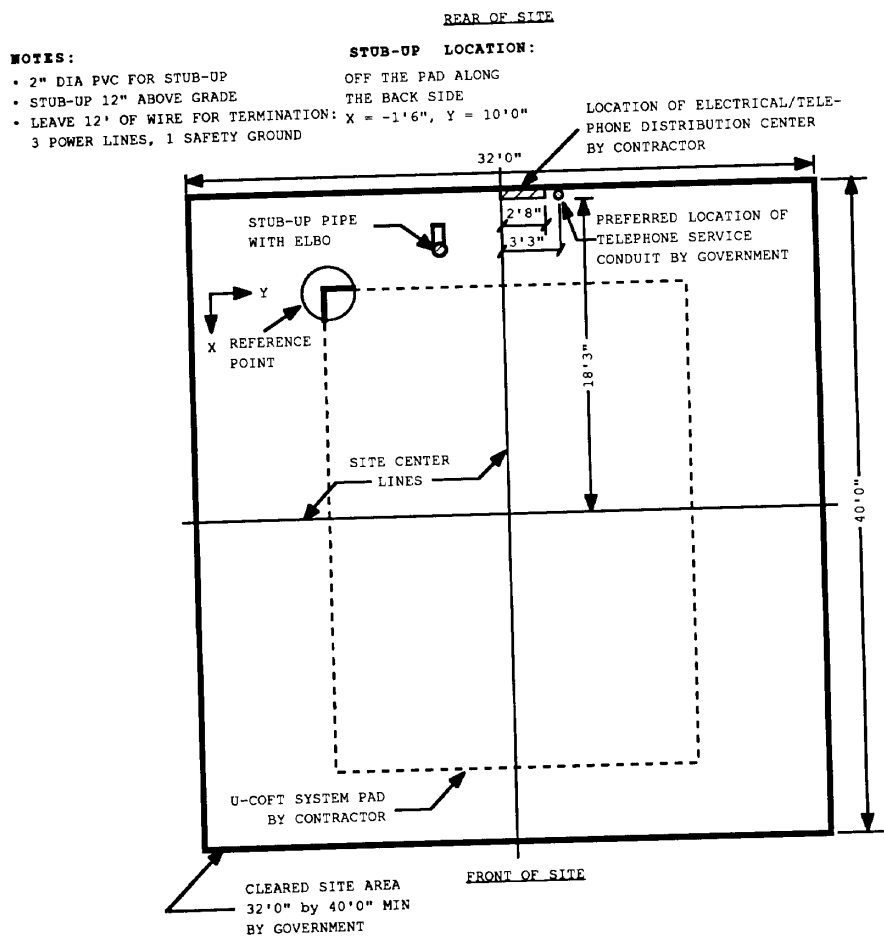 REAR OF SITE
NOTES:
• 2" DIA PVC FOR STUB-UP
• STUB-UP 12" ABOVE GRADE
• LEAVE 12' OF WIRE FOR TERMINATION:
3 POWER LINES, 1 SAFETY GROUND
STUB-UP LOCATION:
OFF THE PAD ALONG
THE BACK SIDE
X = -1'6", Y = 10'0"
LOCATION OF ELECTRICAL/TELE-
PHONE DISTRIBUTION CENTER
BY CONTRACTOR
32'0"
STUB-UP PIPE
WITH ELBO
2'8"
3'3"
PREFERRED LOCATION OF
TELEPHONE SERVICE
CONDUIT BY GOVERNMENT
Y
X
REFERENCE
POINT
18'3"
SITE CENTER
LINES
40'0"
U-COFT SYSTEM PAD
BY CONTRACTOR
FRONT OF SITE
CLEARED SITE AREA
32'0" by 40'0" MIN
BY GOVERNMENT